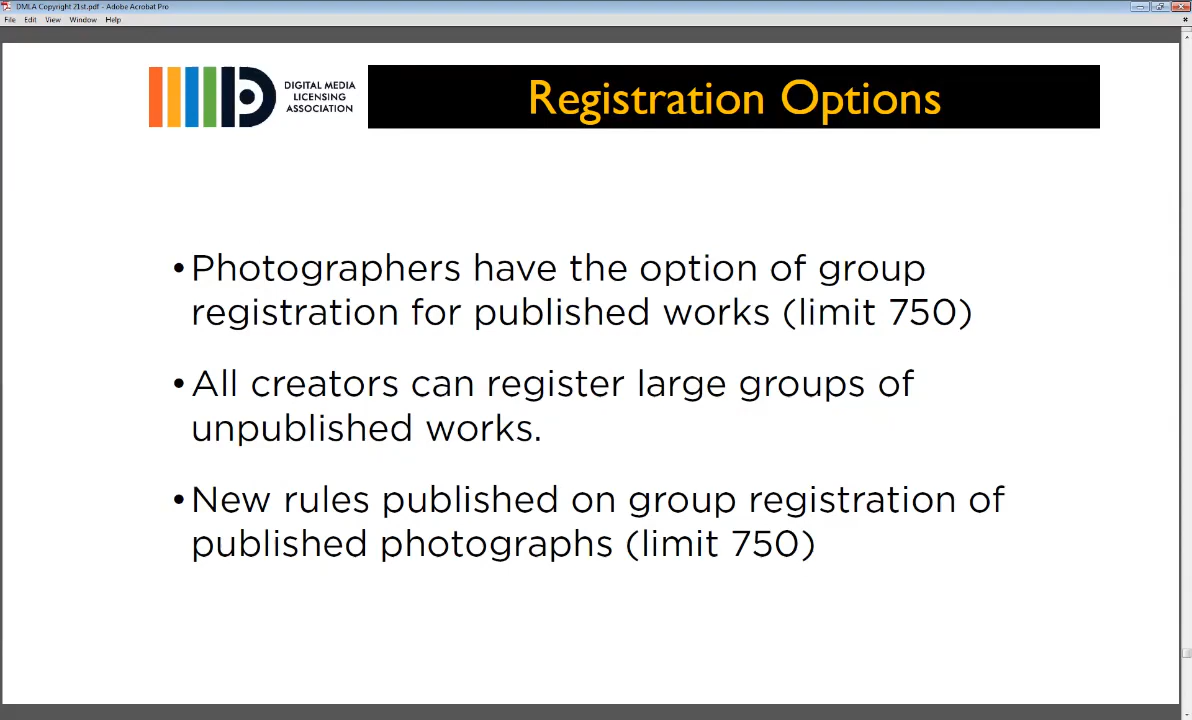 DMLA Copyright 21st.pdf - Adobe Acrobat Pro
File Edit View Window Help
DIGITAL MEDIA
LICENSING
ASSOCIATION
Registration Options
•Photographers have the option of group
registration for published works (limit 750)
•All creators can register large groups of
unpublished works.
•New rules published on group registration of
published photographs (limit 750)